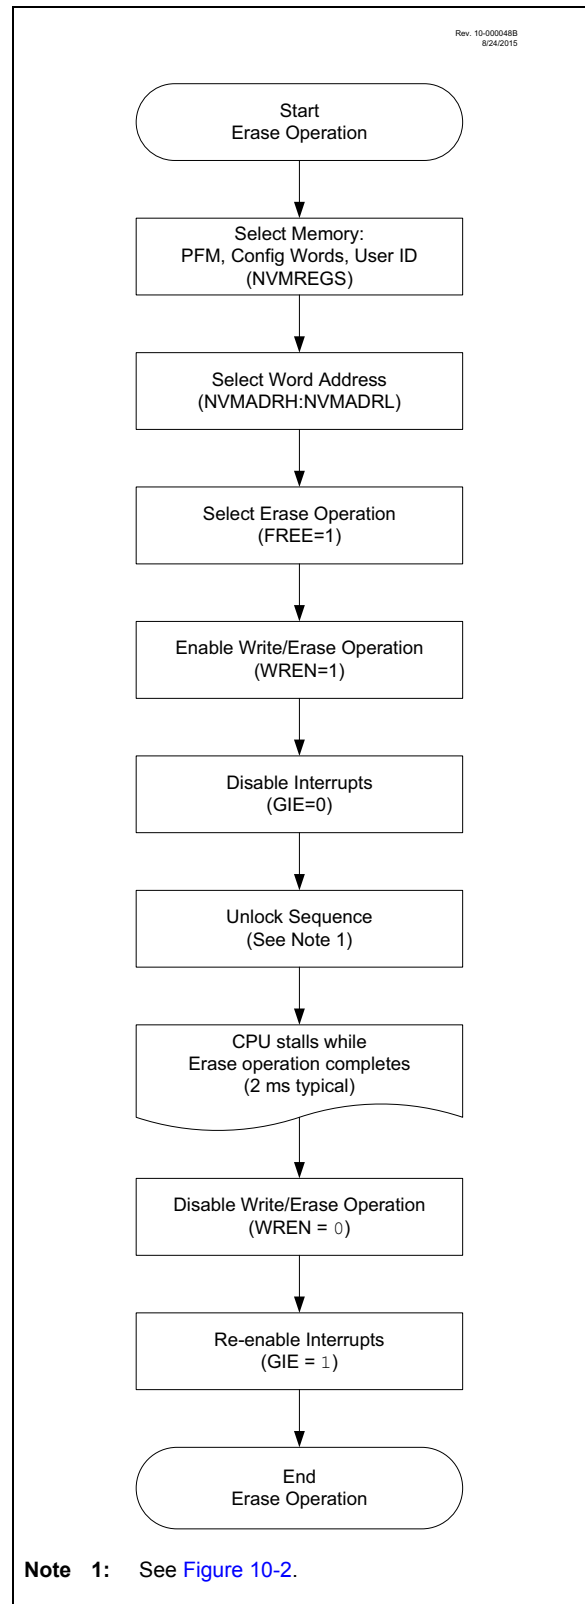 Rev. 10-000048B
8/24/2015
Start
Erase Operation
Select Memory:
PFM, Config Words, User ID
(NVMREGS)
Select Word Address
(NVMADRH:NVMADRL)
Select Erase Operation
(FREE=1)
Enable Write/Erase Operation
(WREN=1)
Disable Interrupts
(GIE=0)
Unlock Sequence
(See Note 1)
CPU stalls while
Erase operation completes
(2 ms typical)
Disable Write/Erase Operation
(WREN = 0)
Re-enable Interrupts
(GIE = 1)
End
Erase Operation
Note 1: See Figure 10-2.